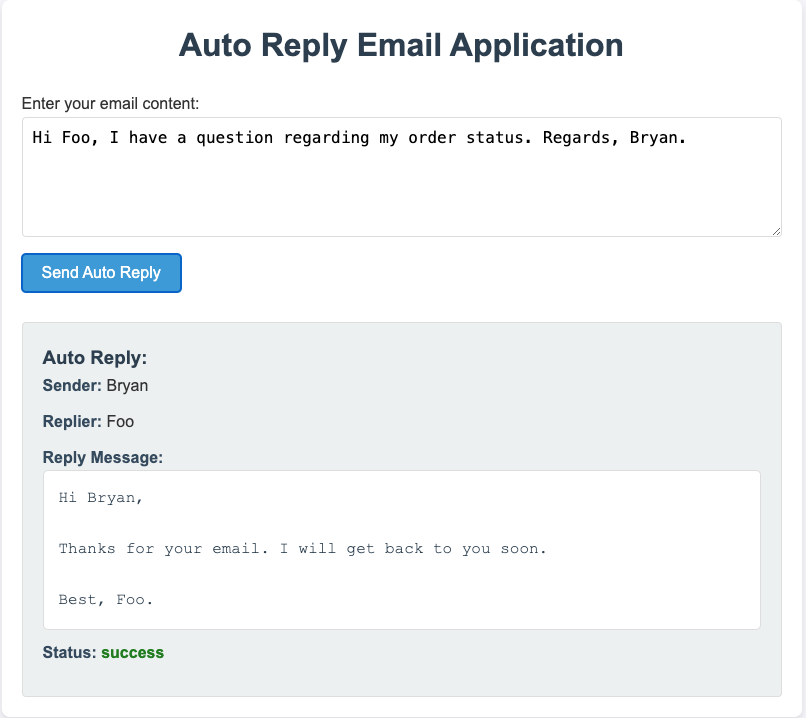 Auto Reply Email Application
Enter your email content:
Hi Foo, I have a question regarding my order status. Regards, Bryan.
Send Auto Reply
Auto Reply:
Sender: Bryan
Replier: Foo
Reply Message:
Hi Bryan,
Thanks for your email. I will get back to you soon.
Best, Foo.
Status: success